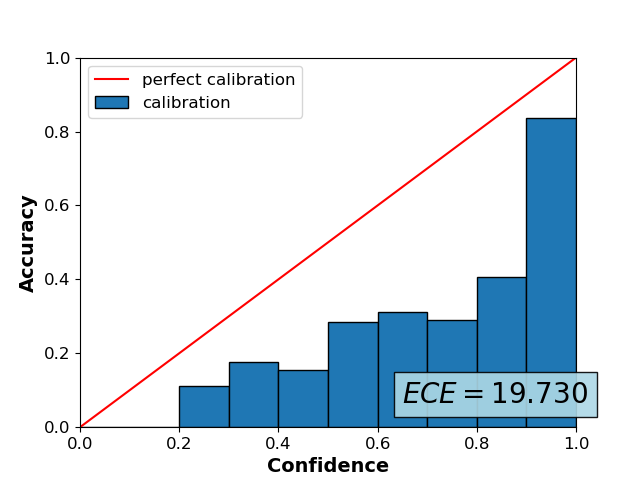 perfect calibration
calibration
1.0
0.8
0.6
0.4
0.2
0.0
Accuracy
ECE = 19.730
0.0 0.2 0.4 0.6 0.8 1.0
Confidence